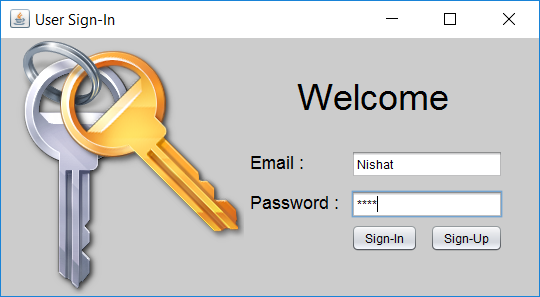 User Sign-In
Welcome
Email : Nishat
Password : ****
Sign-In Sign-Up